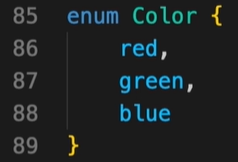 85 enum Color {
86     red,
87     green,
88     blue
89 }